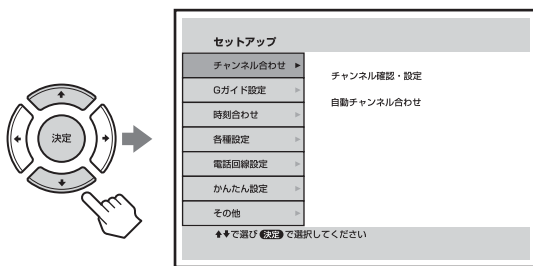 決定
セットアップ
チャンネル合わせ
Gガイド設定
時刻合わせ
各種設定
電話回線設定
かんたん設定
その他
チャンネル確認・設定
自動チャンネル合わせ
で選び 決定 で選択してください